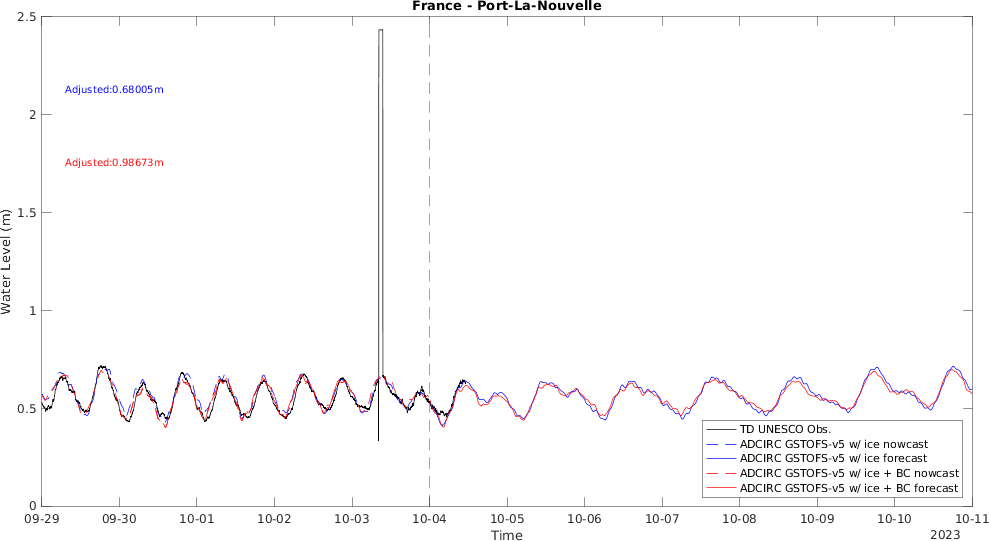 France - Port-La-Nouvelle
2.5
2
1.5
1
0.5
0
Water Level (m)
Adjusted:0.68005m
Adjusted:0.98673m
TD UNESCO Obs.
ADCIRC GSTOFS-v5 w/ ice nowcast
ADCIRC GSTOFS-v5 w/ ice forecast
ADCIRC GSTOFS-v5 w/ ice + BC nowcast
ADCIRC GSTOFS-v5 w/ ice + BC forecast
09-29 09-30 10-01 10-02 10-03 10-04 10-05 10-06 10-07 10-08 10-09 10-10 10-11
Time
2023